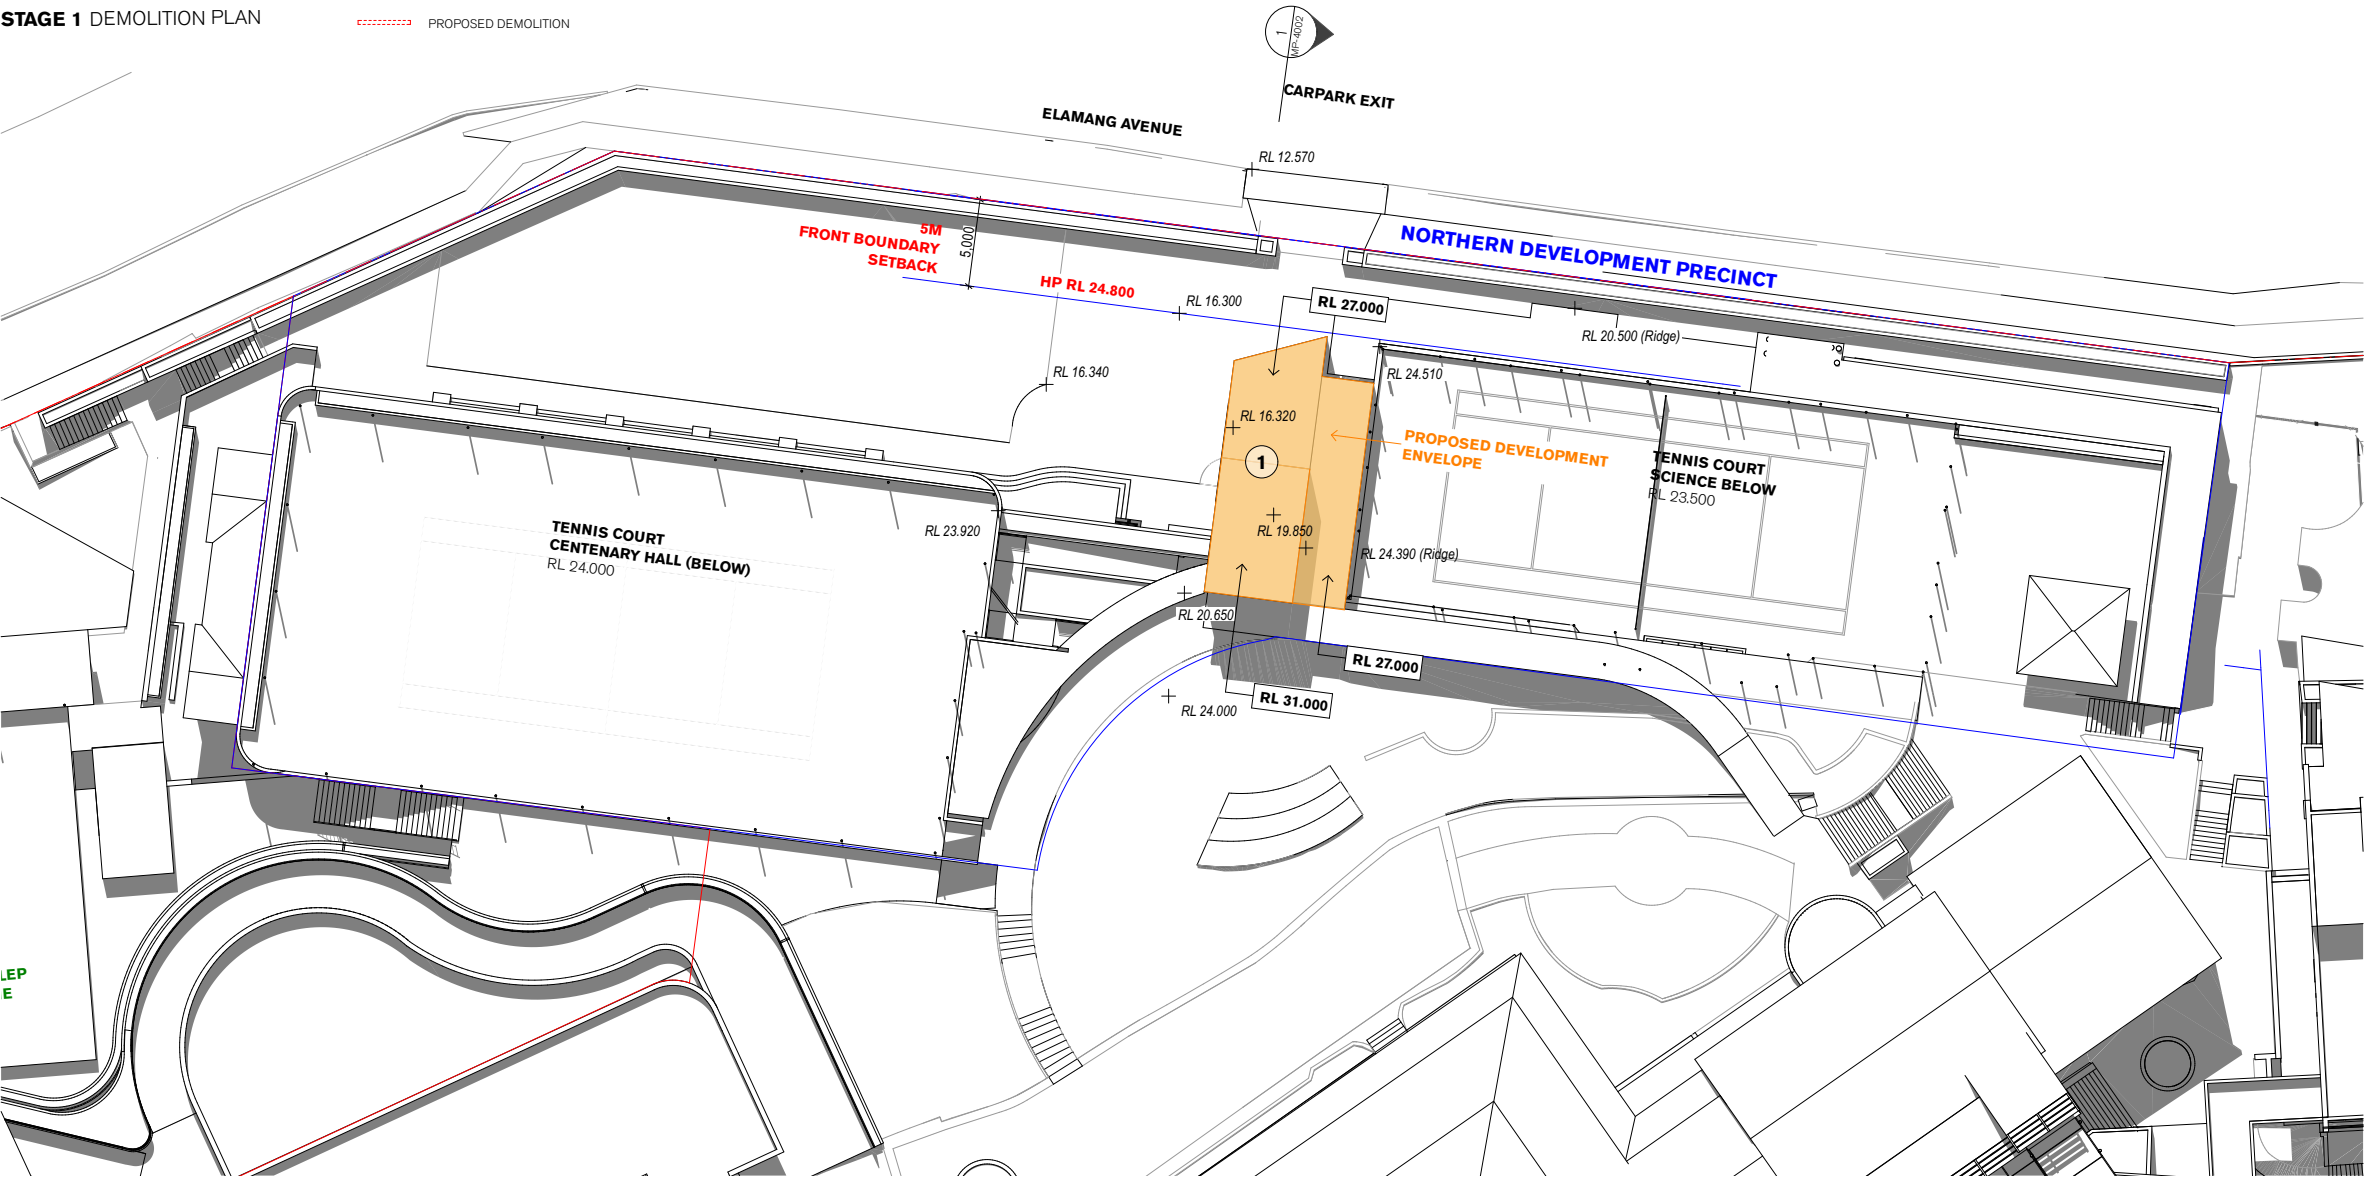 STAGE 1 DEMOLITION PLAN
PROPOSED DEMOLITION
1
MP-4002
CARPARK EXIT
ELAMANG AVENUE
RL 12.570
5M
FRONT BOUNDARY
SETBACK
5,000
NORTHERN DEVELOPMENT PRECINCT
HP RL 24.800
RL 16.300
RL 27.000
RL 20.500 (Ridge)
RL 16.340
RL 24.510
RL 16.320
PROPOSED DEVELOPMENT
ENVELOPE
1
TENNIS COURT
SCIENCE BELOW
RL 23.500
TENNIS COURT
CENTENARY HALL (BELOW)
RL 24.000
RL 23.920
RL 19.850
RL 24.390 (Ridge)
RL 20.650
RL 27.000
RL 31.000
RL 24.000
LEP
E